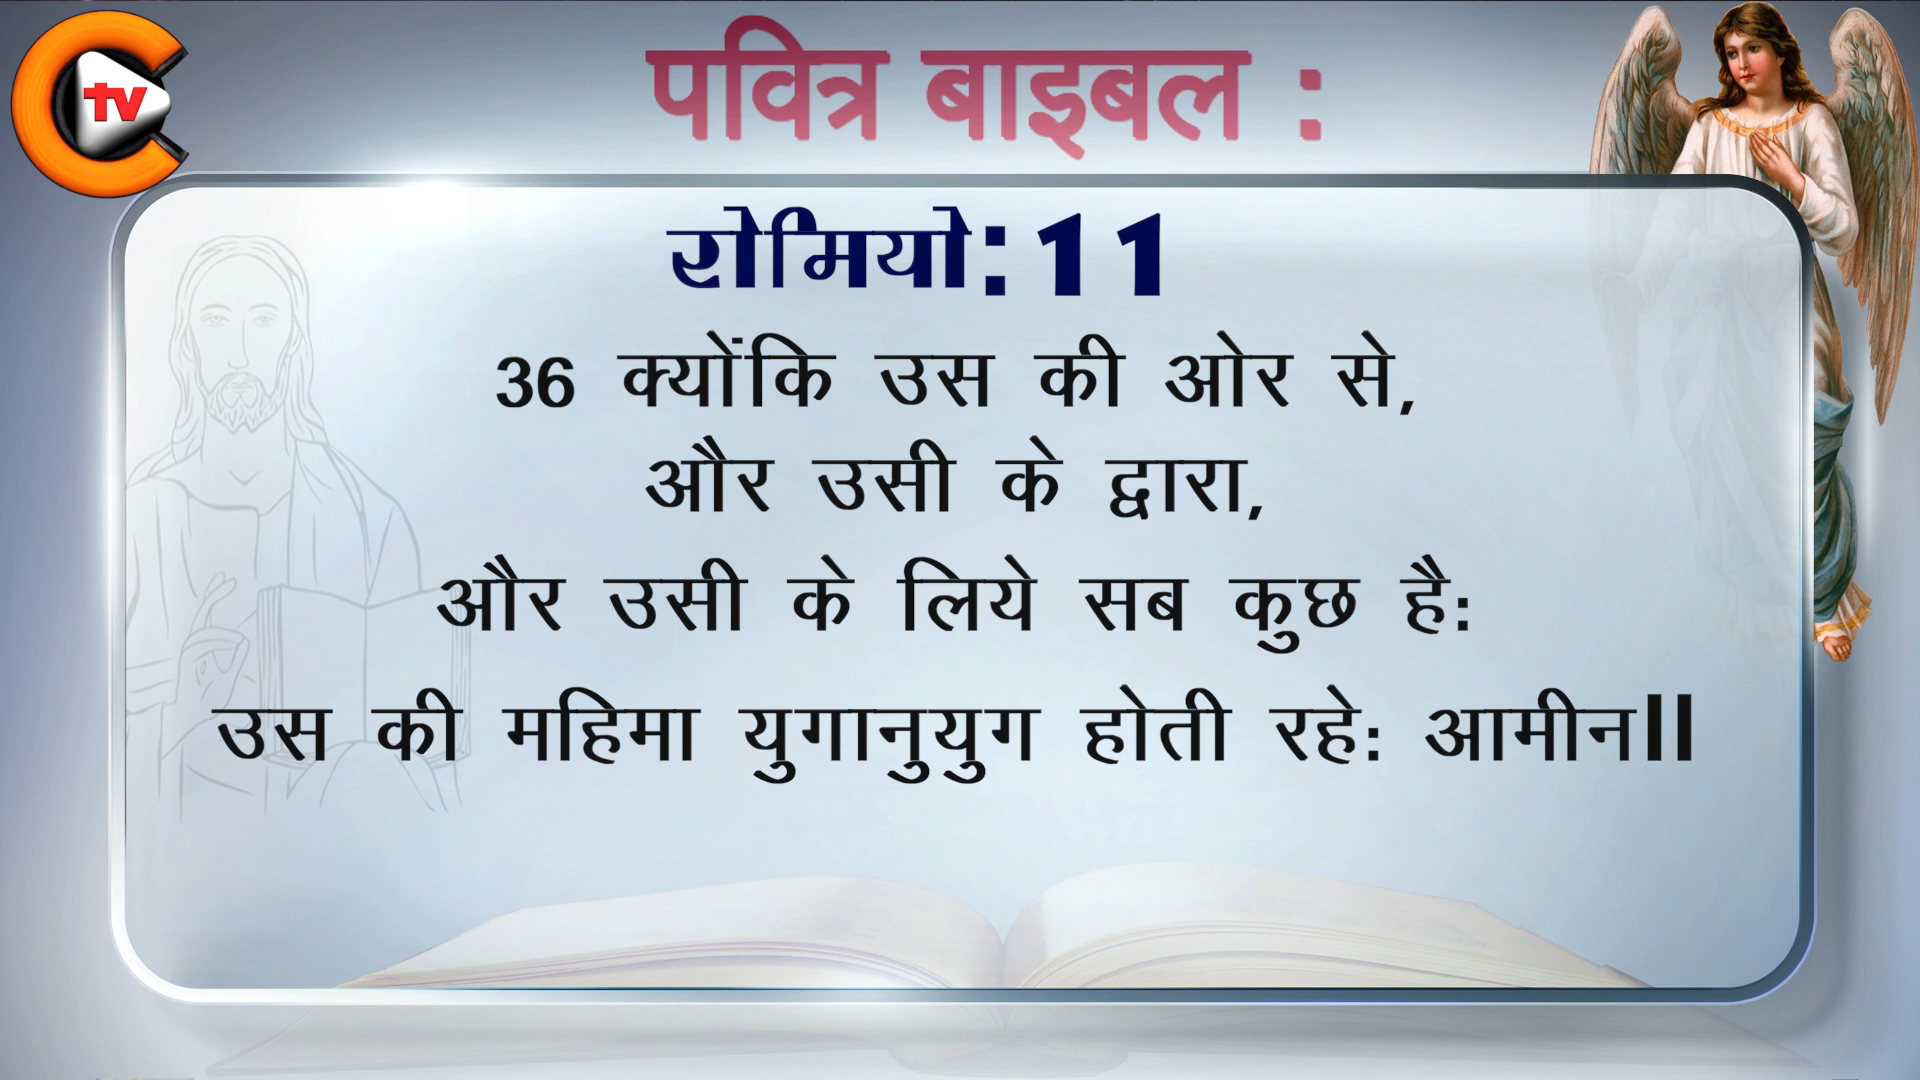 tv
पवित्र बाइबल :
रोमियो:11
36 क्योंकि उस की ओर से,
और उसी के द्वारा,
और उसी के लिये सब कुछ है:
उस की महिमा युगानुयुग होती रहे: आमीन॥